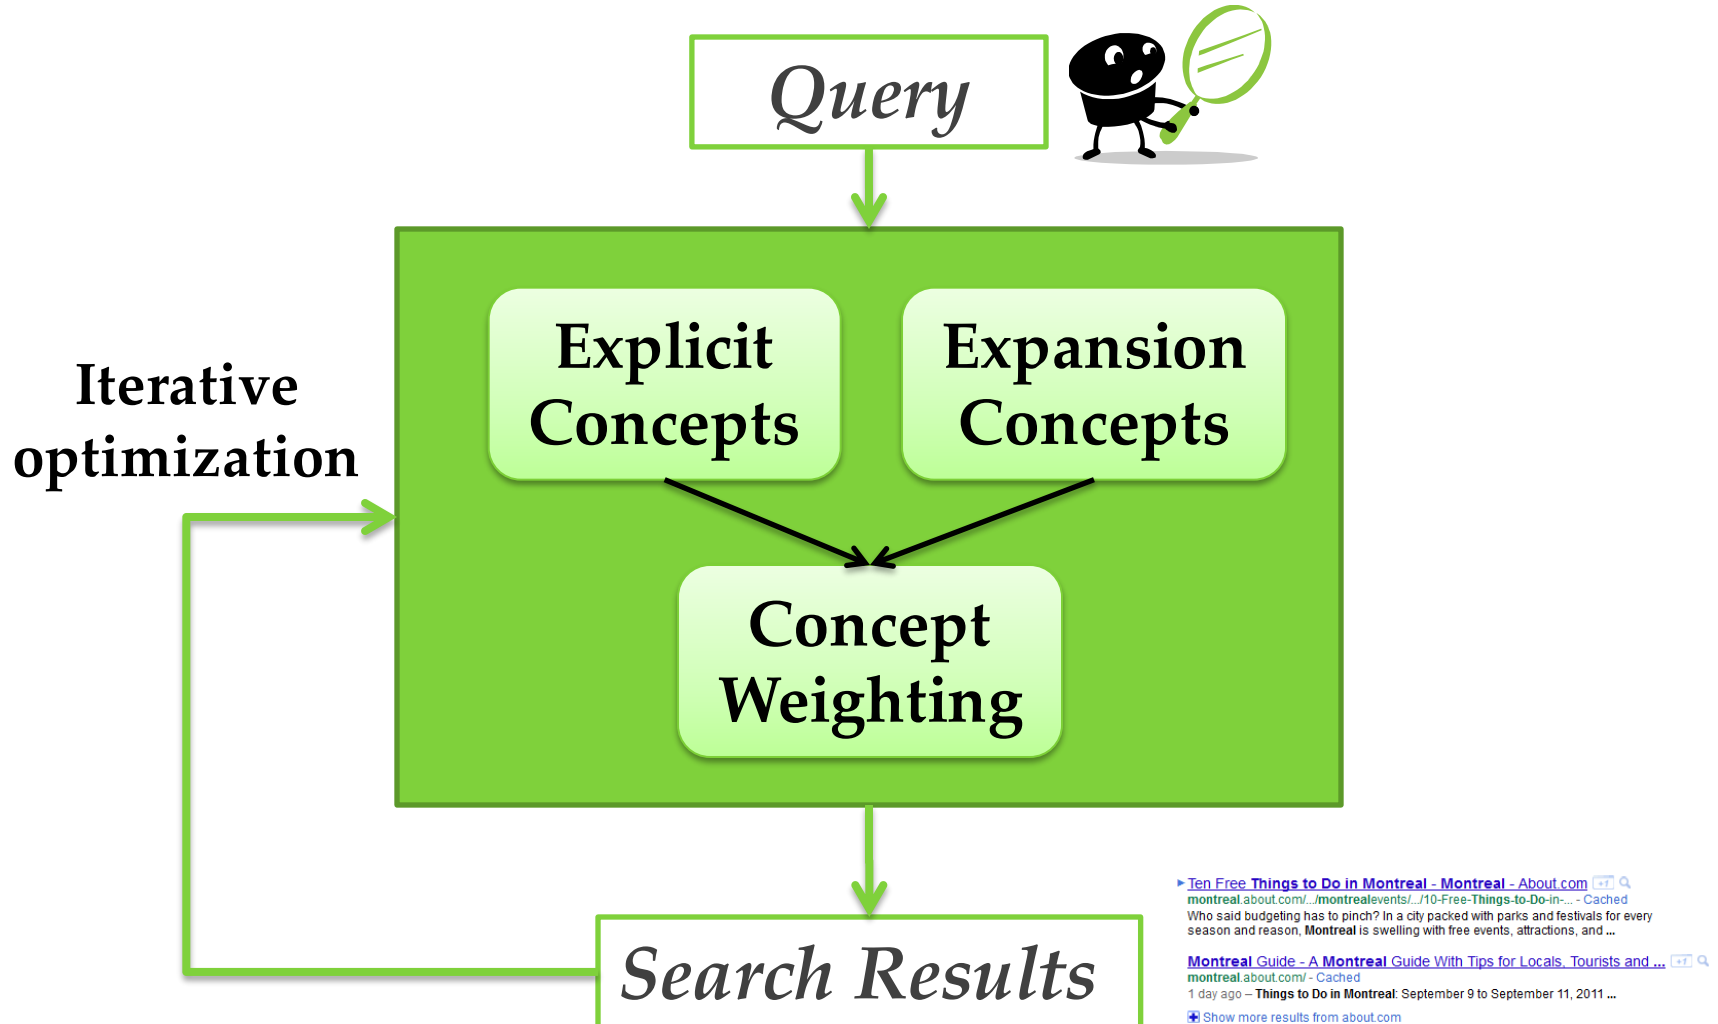 Query
Explicit
Concepts
Expansion
Concepts
Iterative
optimization
Concept
Weighting
Search Results
Ten Free Things to Do in Montreal - Montreal - About.com +1
montreal.about.com/.../montrealevents/.../10-Free-Things-to-Do-in-... - Cached
Who said budgeting has to pinch? In a city packed with parks and festivals for every
season and reason, Montreal is swelling with free events, attractions, and ...
Montreal Guide - A Montreal Guide With Tips for Locals, Tourists and ... +1
montreal.about.com/ - Cached
1 day ago – Things to Do in Montreal: September 9 to September 11, 2011 ...
Show more results from about.com